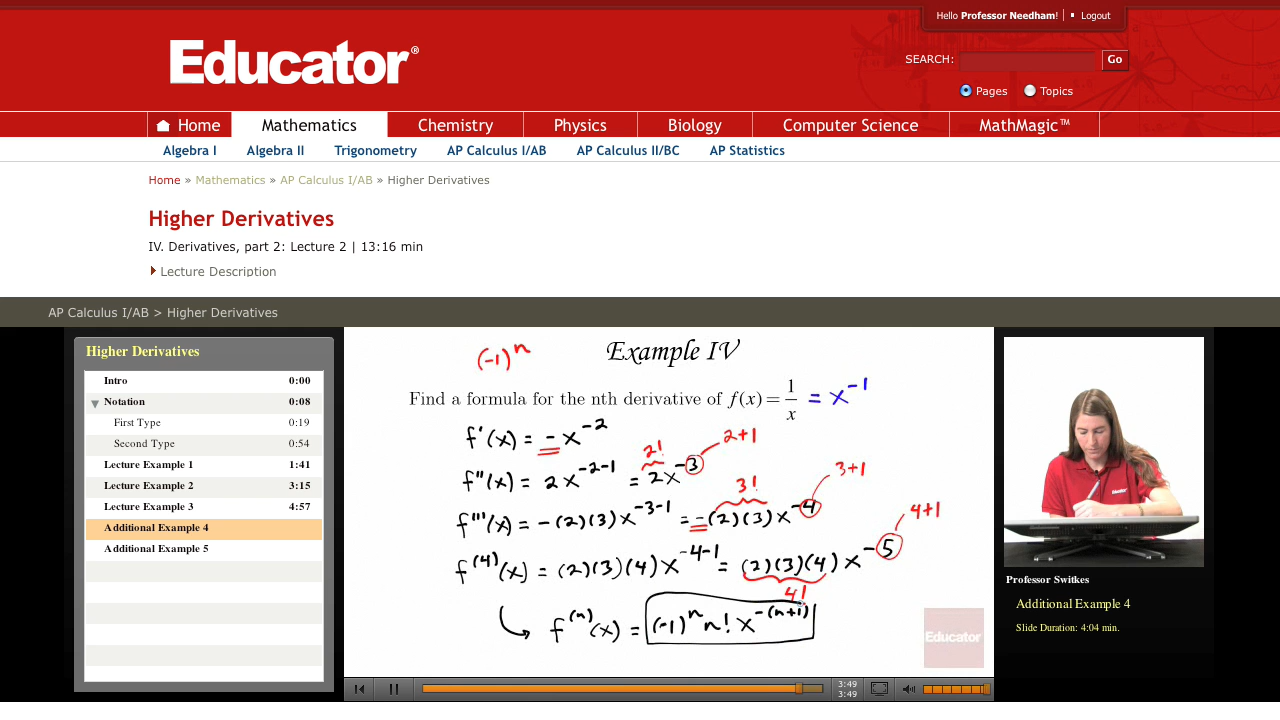 Hello Professor Needham! Logout
Educator®
SEARCH: Go
Pages Topics
Home Mathematics Chemistry Physics Biology Computer Science MathMagic™
Algebra I Algebra II Trigonometry AP Calculus I/AB AP Calculus II/BC AP Statistics
Home » Mathematics » AP Calculus I/AB » Higher Derivatives
Higher Derivatives
IV. Derivatives, part 2: Lecture 2 | 13:16 min
Lecture Description
AP Calculus I/AB > Higher Derivatives
Higher Derivatives
Intro 0:00
Notation 0:08
First Type 0:19
Second Type 0:54
Lecture Example 1 1:41
Lecture Example 2 3:15
Lecture Example 3 4:57
Additional Example 4
Additional Example 5
(-1)ⁿ
Example IV
Find a formula for the nth derivative of f(x) = 1/x = x⁻¹
f'(x) = -x⁻²
2! 2+1
f''(x) = 2x⁻²⁻¹ = 2x⁻³
3! 3+1
f'''(x) = -(2)(3)x⁻³⁻¹ = -(2)(3)x⁻⁴
4+1
f⁽⁴⁾(x) = (2)(3)(4)x⁻⁴⁻¹ = (2)(3)(4)x⁻⁵
4!
f⁽ⁿ⁾(x) = (-1)ⁿ n! x⁻⁽ⁿ⁺¹⁾
Educator
3:49
3:49
Professor Switkes
Additional Example 4
Slide Duration: 4:04 min.